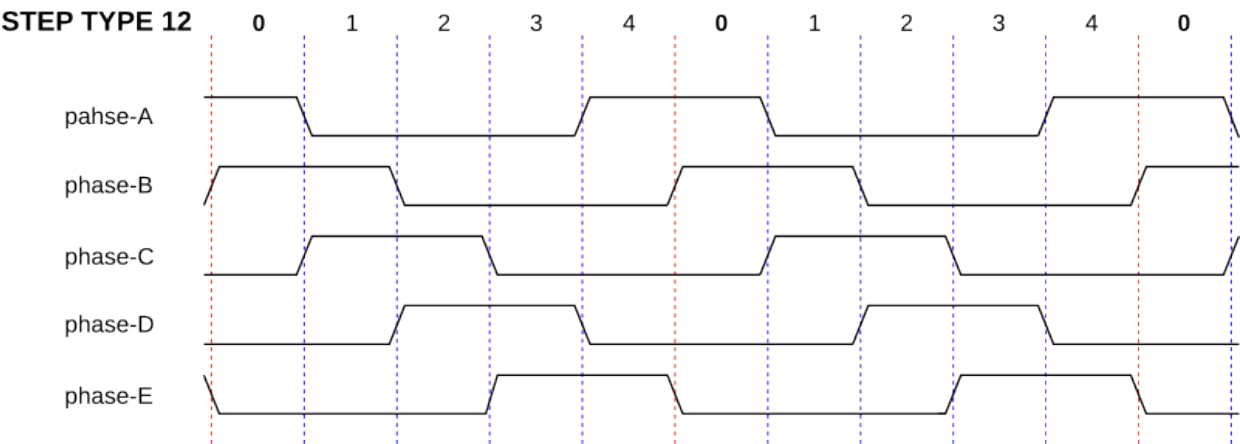 STEP TYPE 12 0 1 2 3 4 0 1 2 3 4 0
pahse-A
phase-B
phase-C
phase-D
phase-E